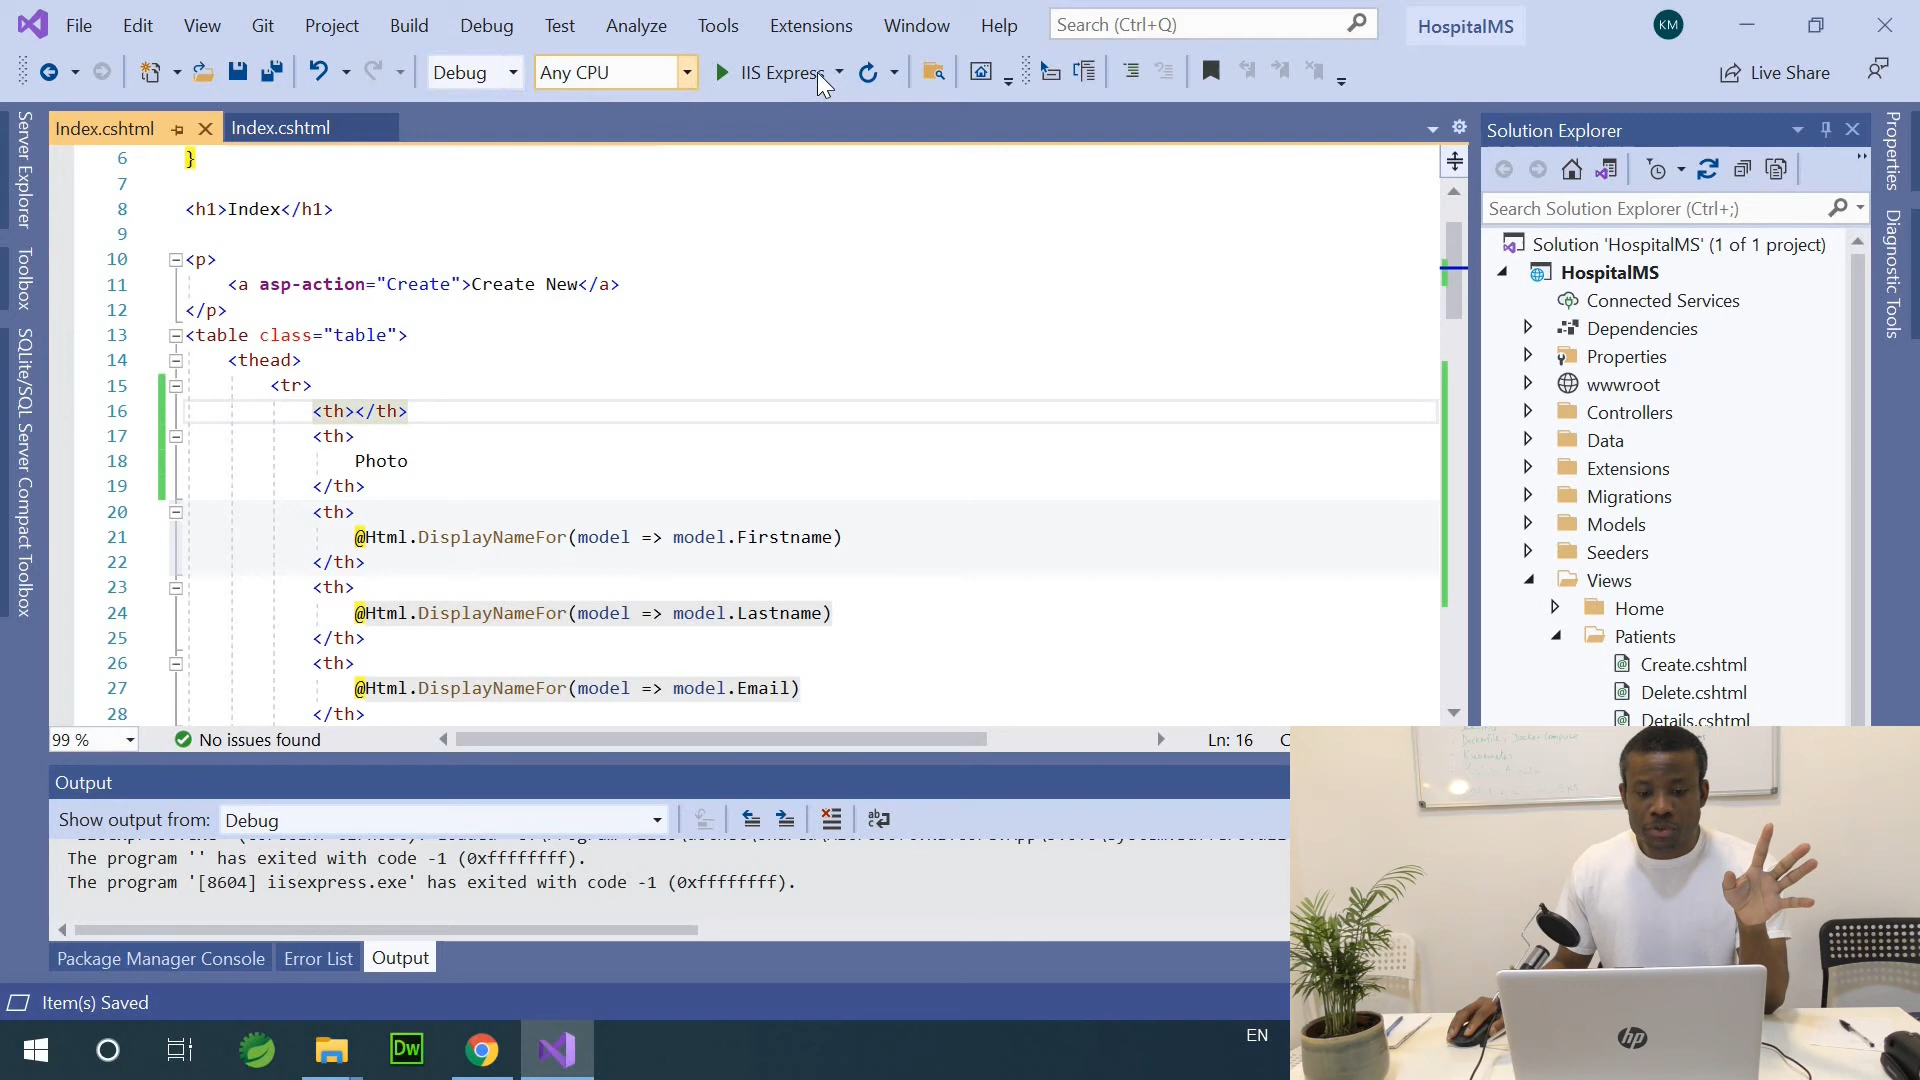 File Edit View Git Project Build Debug Test Analyze Tools Extensions Window Help Search (Ctrl+Q) HospitalMS KM
Debug Any CPU IIS Express Live Share
Index.cshtml Index.cshtml
Server Explorer
Toolbox
SQLite/SQL Server Compact Toolbox
6 }
7
8 <h1>Index</h1>
9
10 <p>
11 <a asp-action="Create">Create New</a>
12 </p>
13 <table class="table">
14 <thead>
15 <tr>
16 <th></th>
17 <th>
18 Photo
19 </th>
20 <th>
21 @Html.DisplayNameFor(model => model.Firstname)
22 </th>
23 <th>
24 @Html.DisplayNameFor(model => model.Lastname)
25 </th>
26 <th>
27 @Html.DisplayNameFor(model => model.Email)
28 </th>
99 % No issues found Ln: 16 C
Solution Explorer
Search Solution Explorer (Ctrl+;)
Solution 'HospitalMS' (1 of 1 project)
HospitalMS
Connected Services
Dependencies
Properties
wwwroot
Controllers
Data
Extensions
Migrations
Models
Seeders
Views
Home
Patients
Create.cshtml
Delete.cshtml
Details.cshtml
Properties
Diagnostic Tools
Output
Show output from: Debug
The program '' has exited with code -1 (0xffffffff).
The program '[8604] iisexpress.exe' has exited with code -1 (0xffffffff).
Package Manager Console Error List Output
Item(s) Saved
Dw
EN
hp